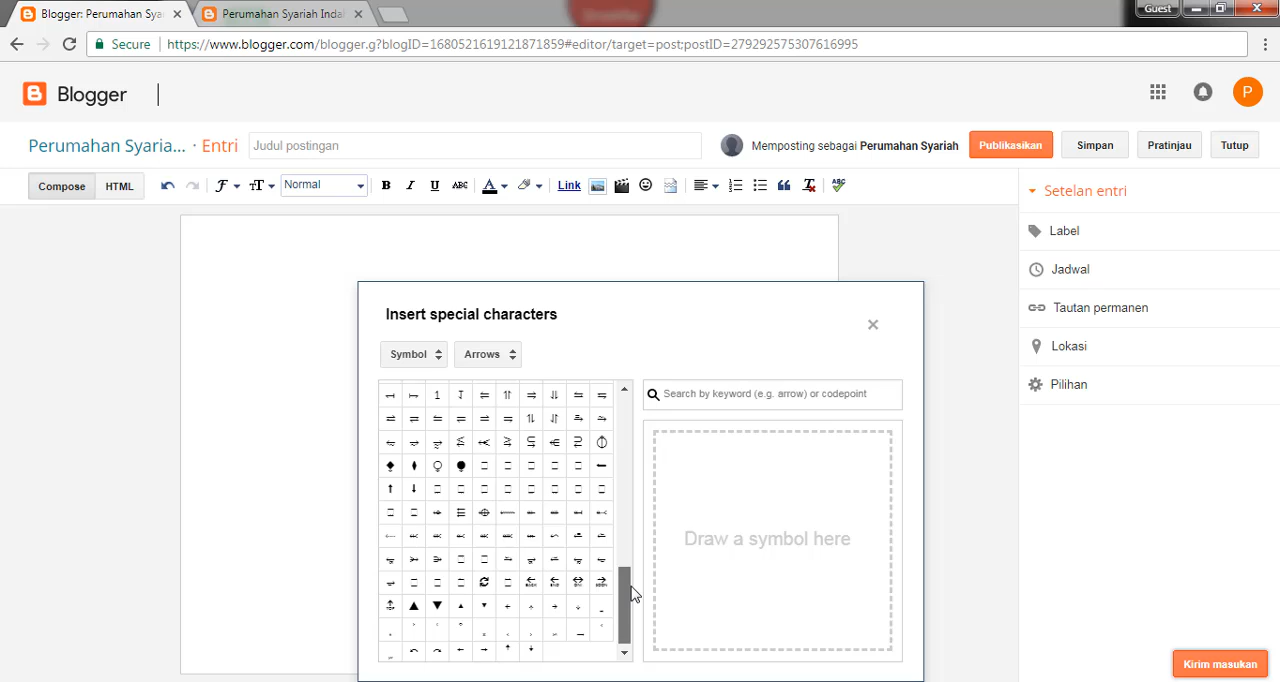 Blogger: Perumahan Sya
Perumahan Syariah Inda
Guest
Secure
https://www.blogger.com/blogger.g?blogID=1680521619121871859#editor/target=post;postID=279292575307616995
Blogger
P
Perumahan Syaria... · Entri
Judul postingan
Memposting sebagai Perumahan Syariah
Publikasikan
Simpan
Pratinjau
Tutup
Compose
HTML
Normal
B I U ABC
A
Link
Setelan entri
Label
Jadwal
Tautan permanen
Lokasi
Pilihan
Insert special characters
Symbol
Arrows
Search by keyword (e.g. arrow) or codepoint
Draw a symbol here
Kirim masukan